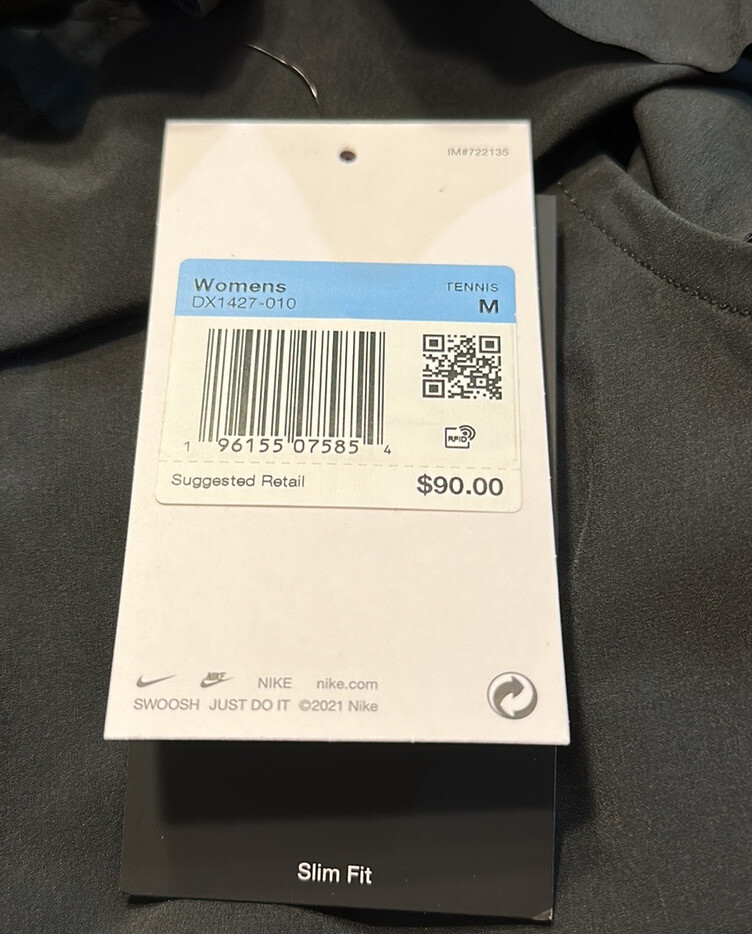 IM#722135
Womens TENNIS
DX1427-010 M
RFID
1 96155 07585 4
Suggested Retail $90.00
NIKE NIKE nike.com
SWOOSH JUST DO IT ©2021 Nike
Slim Fit